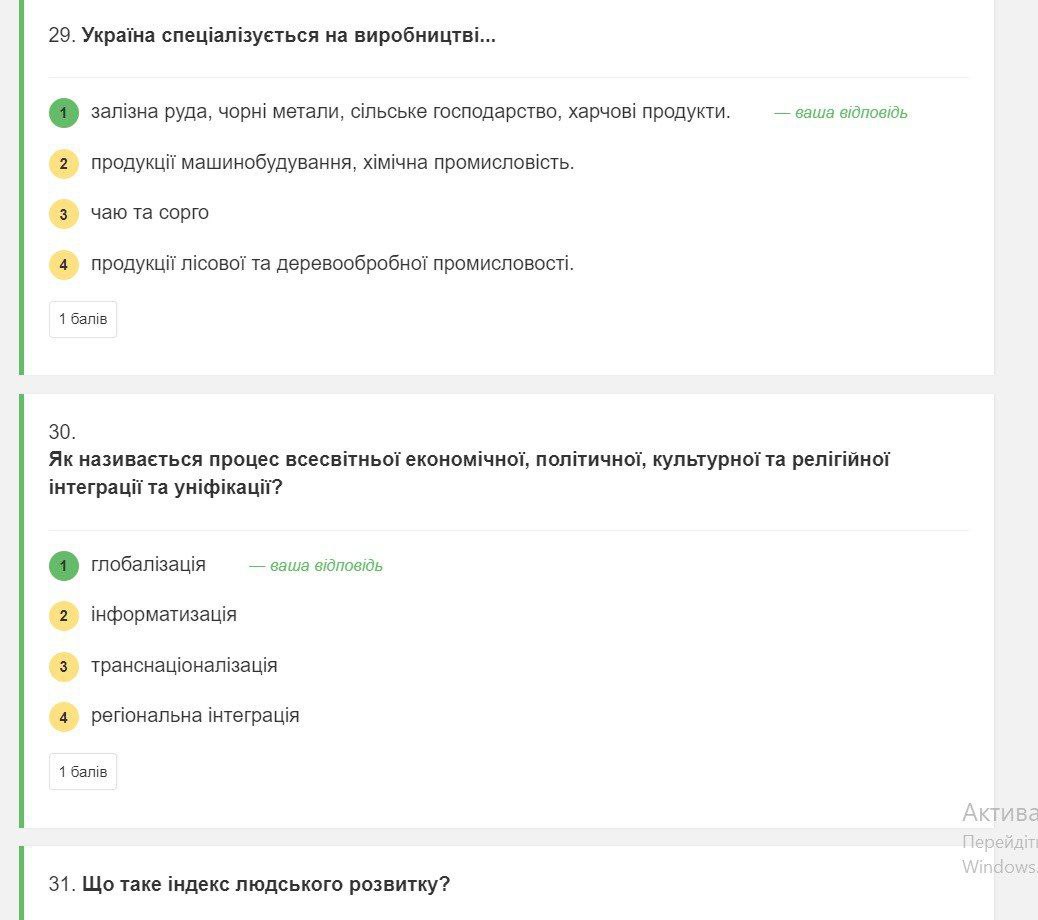 29. Україна спеціалізується на виробництві...
1 залізна руда, чорні метали, сільське господарство, харчові продукти. — ваша відповідь
2 продукції машинобудування, хімічна промисловість.
3 чаю та сорго
4 продукції лісової та деревообробної промисловості.
1 балів
30.
Як називається процес всесвітньої економічної, політичної, культурної та релігійної
інтеграції та уніфікації?
1 глобалізація — ваша відповідь
2 інформатизація
3 транснаціоналізація
4 регіональна інтеграція
1 балів
Актива
Перейдіт
Windows.
31. Що таке індекс людського розвитку?